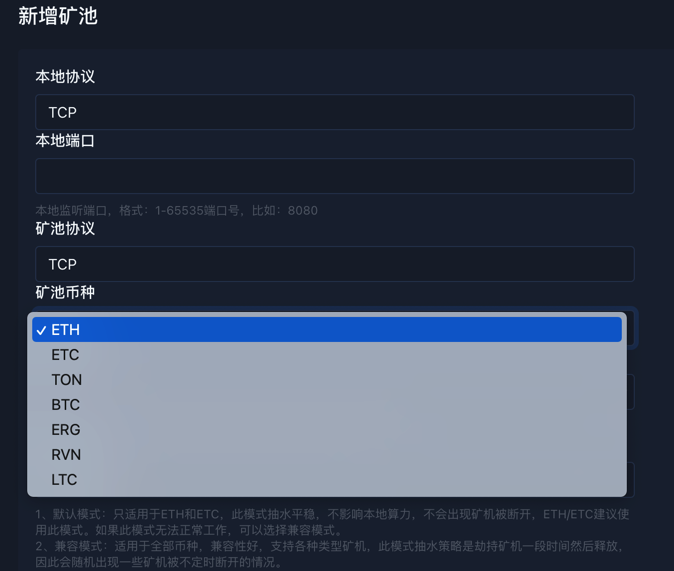 新增矿池
本地协议
TCP
本地端口
本地监听端口，格式：1-65535端口号，比如：8080
矿池协议
TCP
矿池币种
✓ ETH
ETC
TON
BTC
ERG
RVN
LTC
1、默认模式：只适用于ETH和ETC，此模式抽水平稳，不影响本地算力，不会出现矿机被断开，ETH/ETC建议使
用此模式。如果此模式无法正常工作，可以选择兼容模式。
2、兼容模式：适用于全部币种，兼容性好，支持各种类型矿机，此模式抽水策略是劫持矿机一段时间然后释放，
因此会随机出现一些矿机被不定时断开的情况。